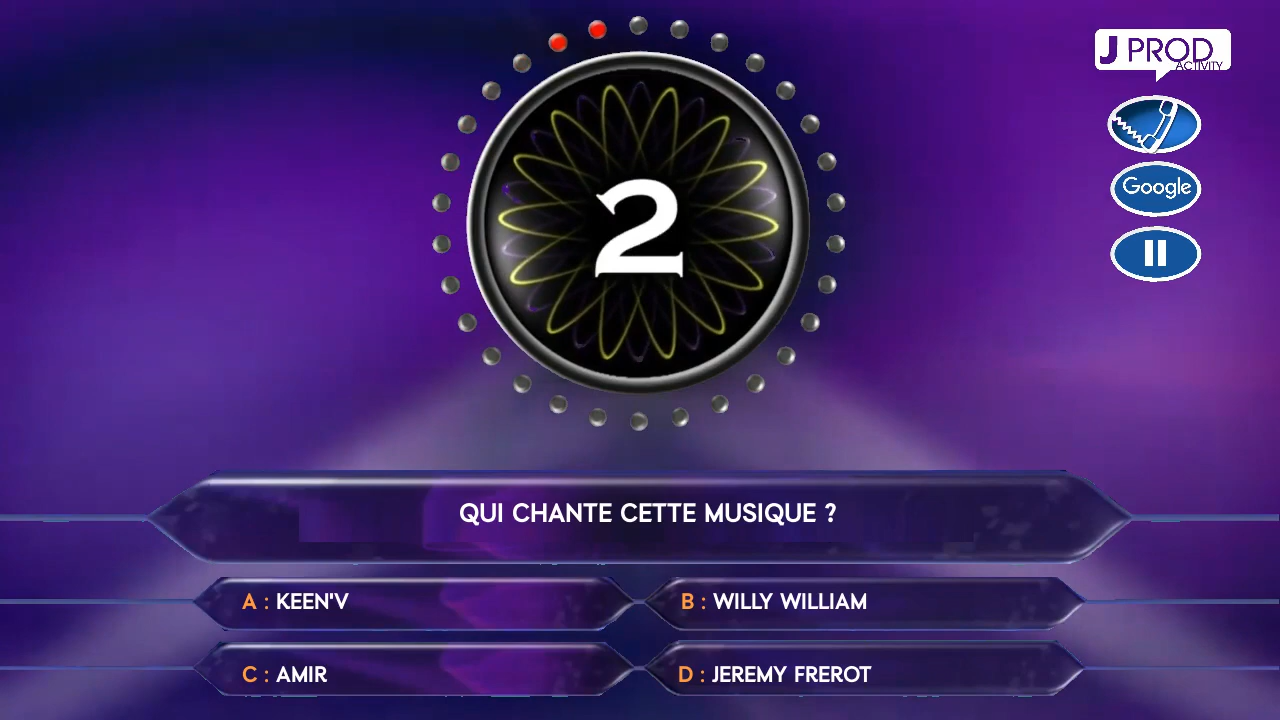 J PROD
ACTIVITY
Google
2
QUI CHANTE CETTE MUSIQUE ?
A : KEEN'V
B : WILLY WILLIAM
C : AMIR
D : JEREMY FREROT